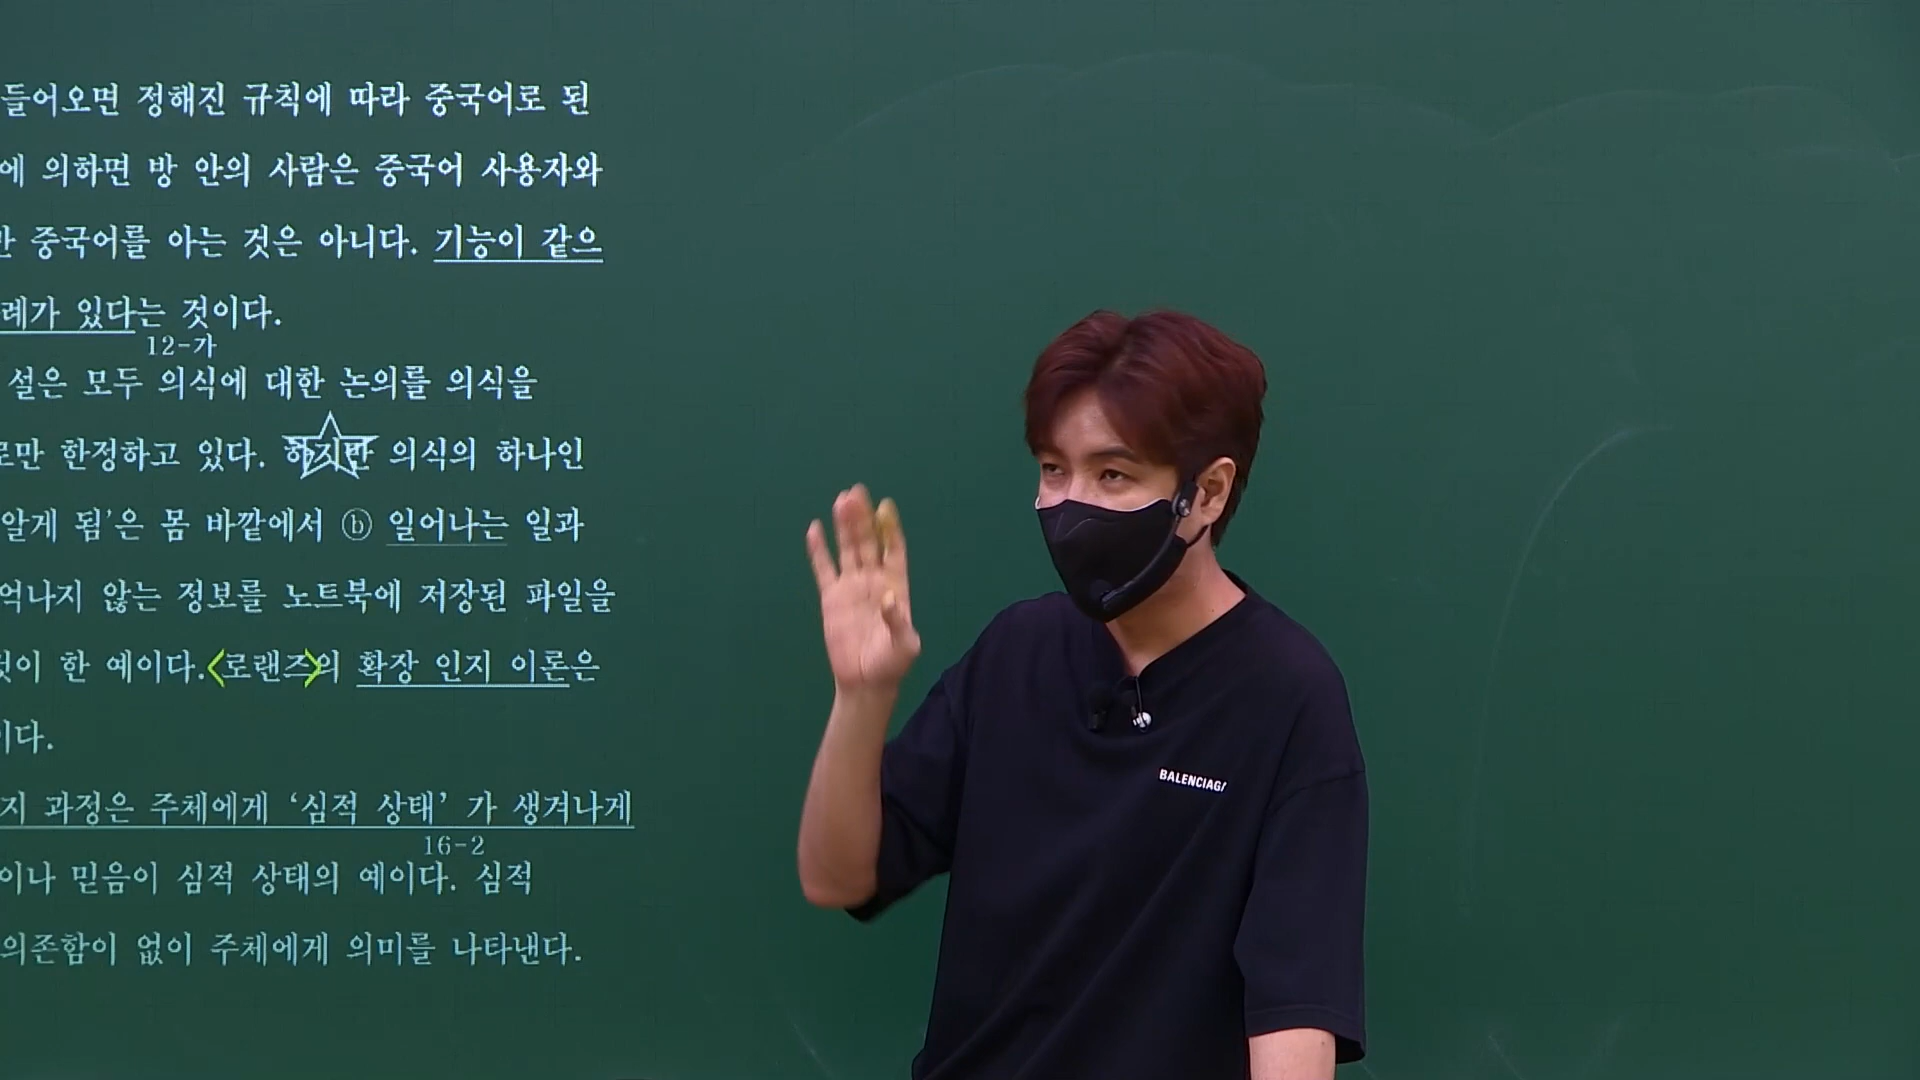 들어오면 정해진 규칙에 따라 중국어로 된
에 의하면 방 안의 사람은 중국어 사용자와
중국어를 아는 것은 아니다. 기능이 같으
례가 있다는 것이다.
12-가
설은 모두 의식에 대한 논의를 의식을
로만 한정하고 있다. 하지만 의식의 하나인
알게 됨'은 몸 바깥에서 ⓑ 일어나는 일과
억나지 않는 정보를 노트북에 저장된 파일을
것이 한 예이다. <로랜즈>의 확장 인지 이론은
이다.
지 과정은 주체에게 ‘심적 상태’ 가 생겨나게
16-2
이나 믿음이 심적 상태의 예이다. 심적
의존함이 없이 주체에게 의미를 나타낸다.
BALENCIAGA